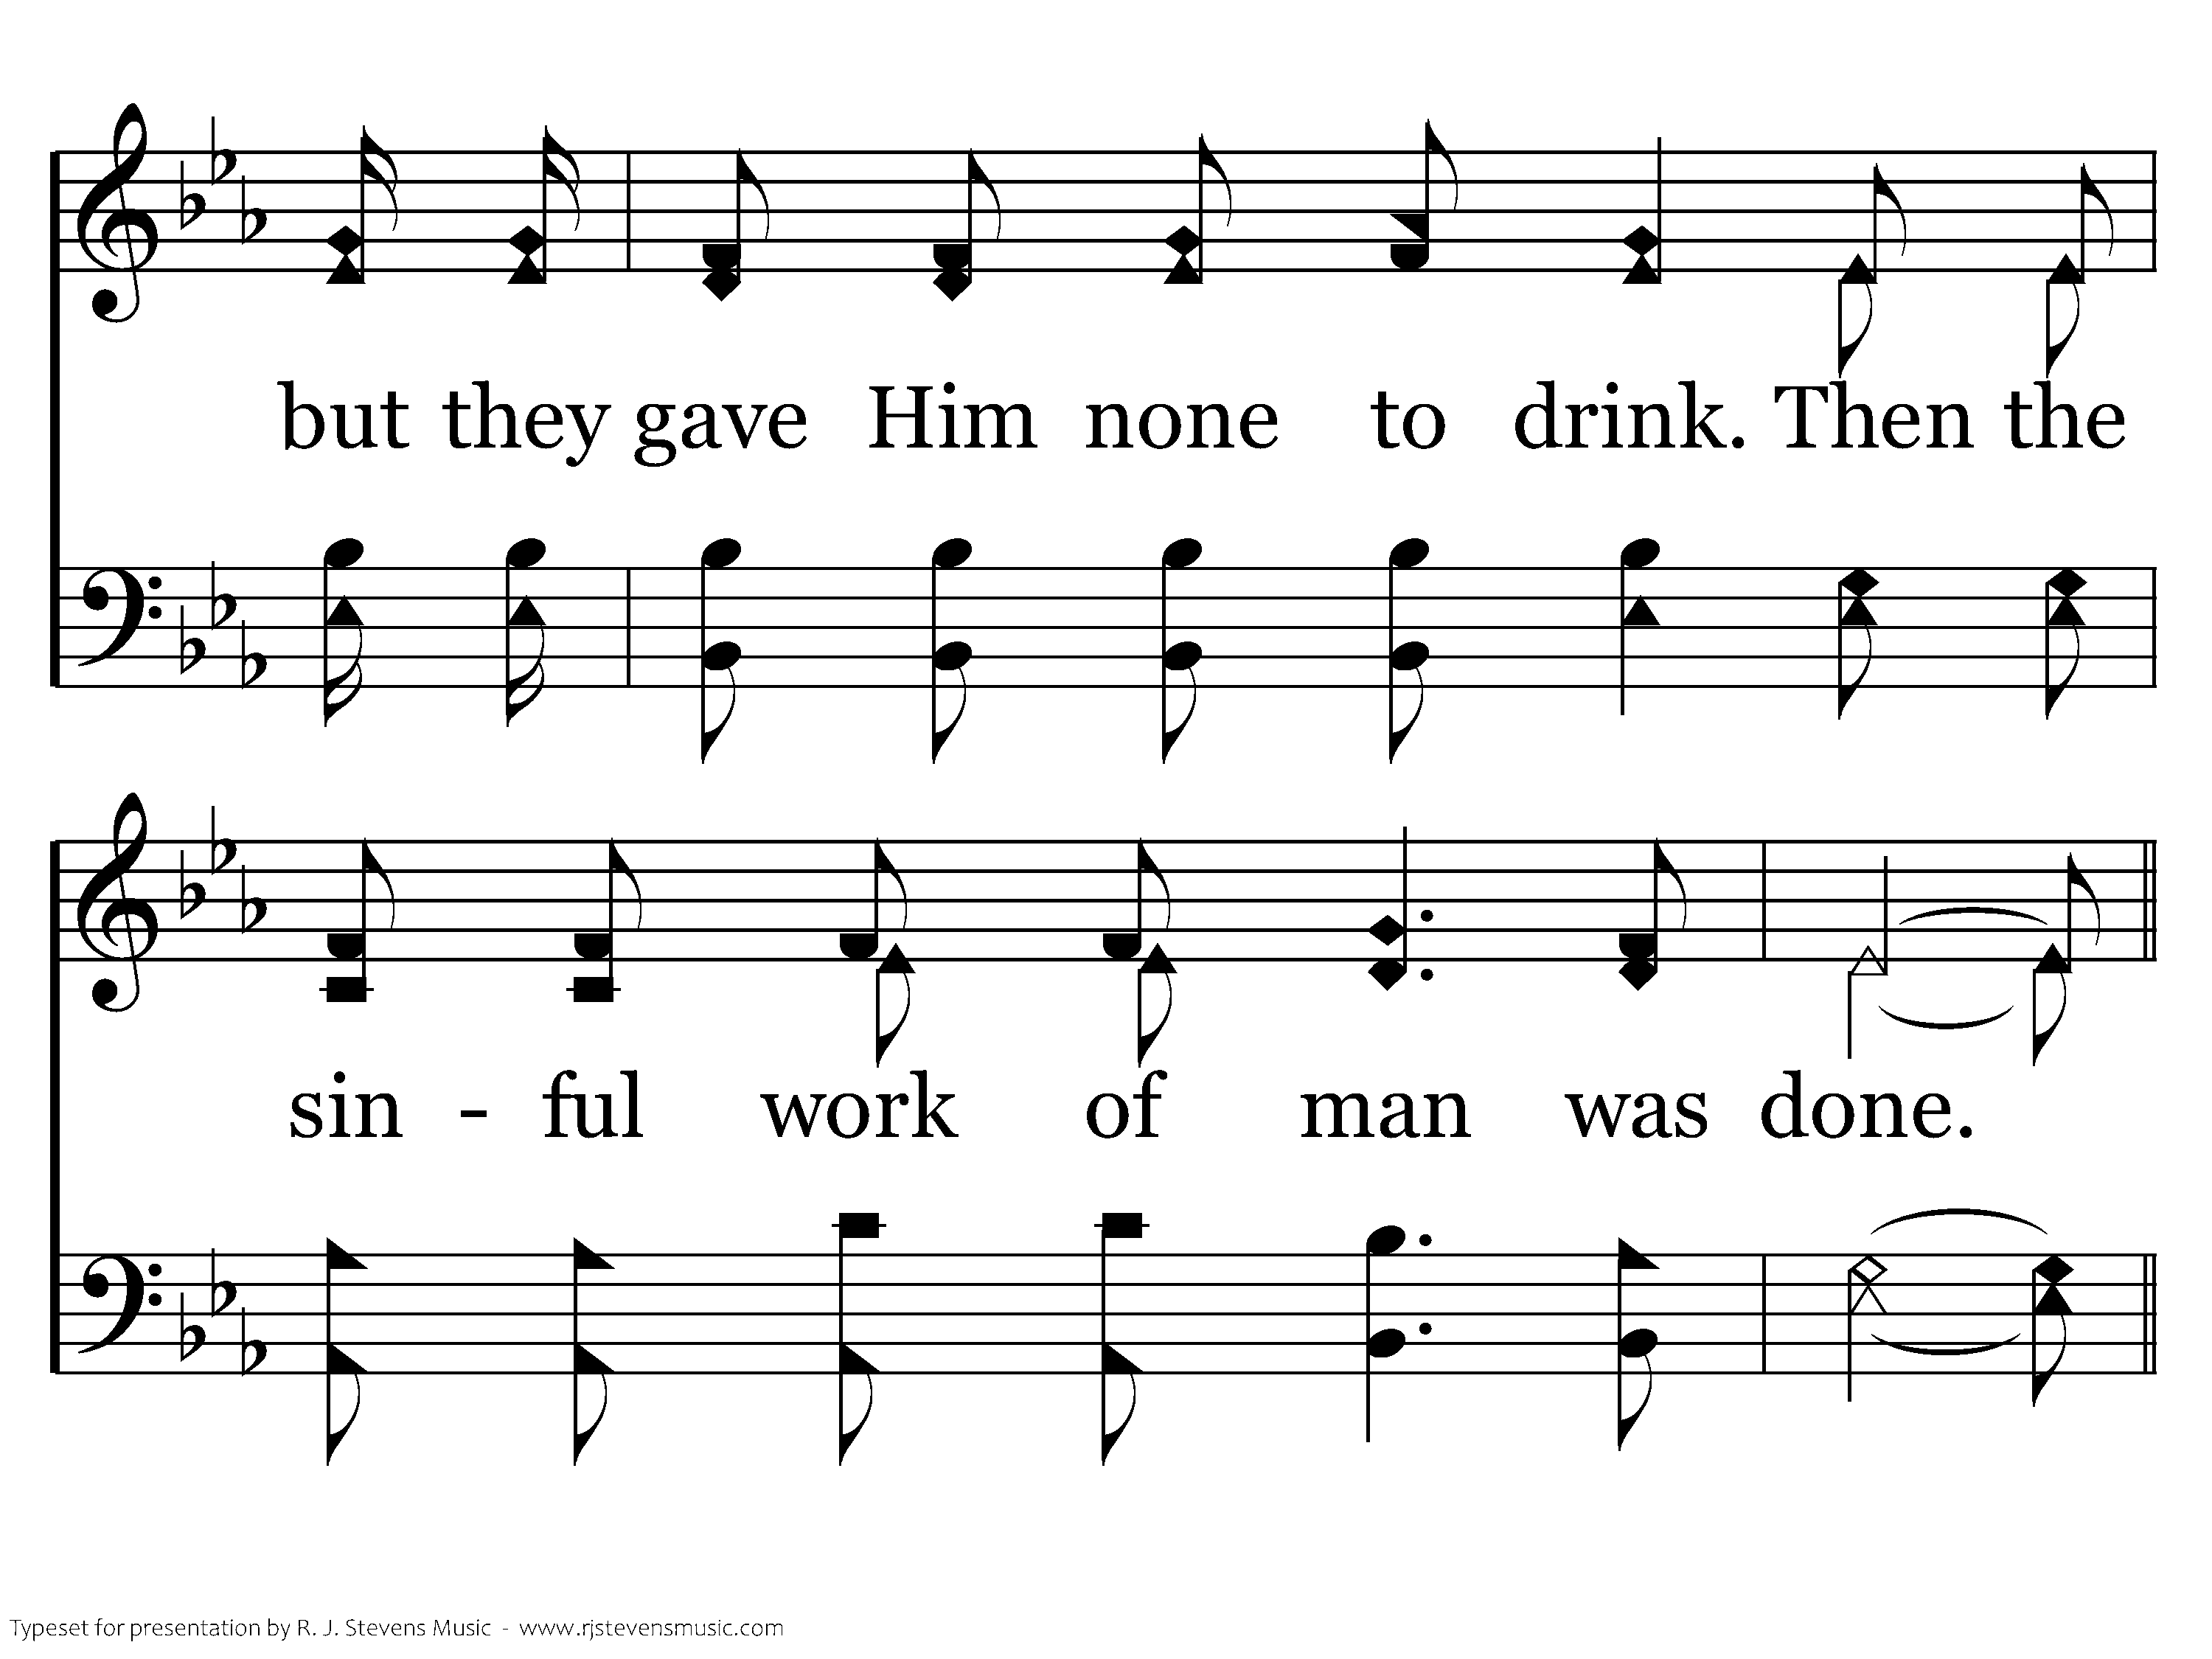 but they gave Him none to drink. Then the
sin - ful work of man was done.
Typeset for presentation by R. J. Stevens Music - www.rjstevensmusic.com